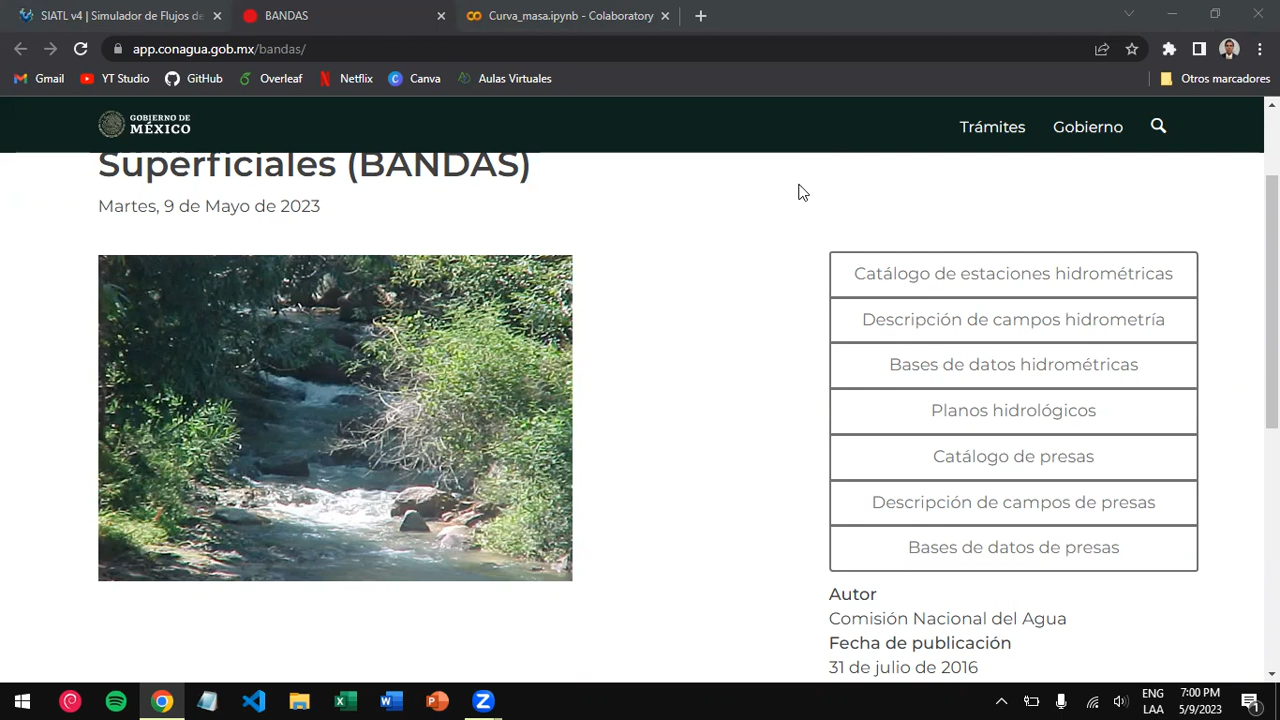 SIATL v4 | Simulador de Flujos de
BANDAS
Curva_masa.ipynb - Colaboratory
app.conagua.gob.mx/bandas/
Gmail
YT Studio
GitHub
Overleaf
Netflix
Canva
Aulas Virtuales
Otros marcadores
GOBIERNO DE
MÉXICO
Trámites
Gobierno
Superficiales (BANDAS)
Martes, 9 de Mayo de 2023
Catálogo de estaciones hidrométricas
Descripción de campos hidrometría
Bases de datos hidrométricas
Planos hidrológicos
Catálogo de presas
Descripción de campos de presas
Bases de datos de presas
Autor
Comisión Nacional del Agua
Fecha de publicación
31 de julio de 2016
ENG
LAA
7:00 PM
5/9/2023